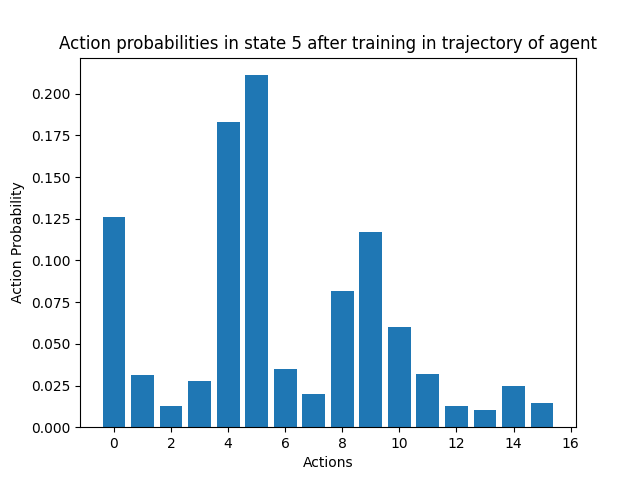 Action probabilities in state 5 after training in trajectory of agent
0.200
0.175
0.150
0.125
0.100
0.075
0.050
0.025
0.000
Action Probability
0 2 4 6 8 10 12 14 16
Actions